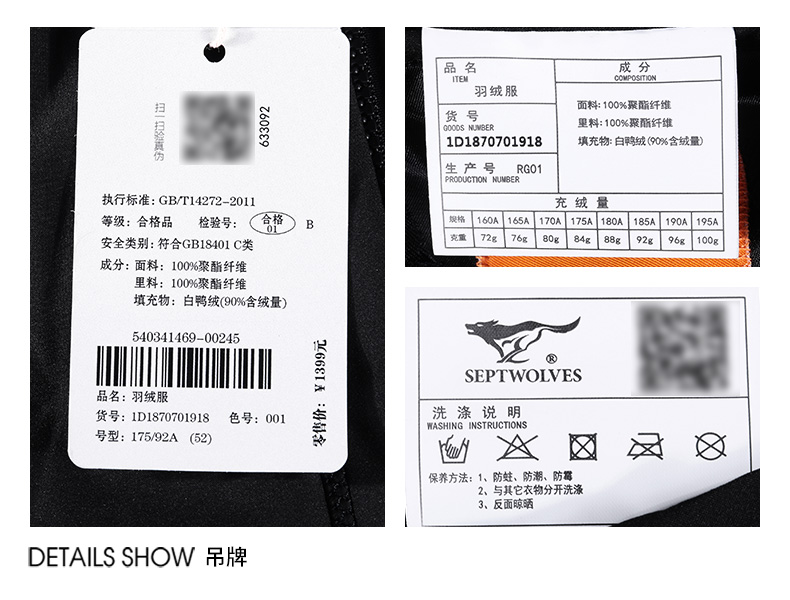 扫一扫验真伪
633092
执行标准: GB/T14272-2011
等级: 合格品 检验号: 合格 01 B
安全类别: 符合GB18401 C类
成分: 面料: 100%聚酯纤维
里料: 100%聚酯纤维
填充物: 白鸭绒(90%含绒量)
540341469-00245
品名: 羽绒服
货号: 1D1870701918 色号: 001
号型: 175/92A (52)
零售价: ¥1399元
品名
ITEM
羽绒服
货号
GOODS NUMBER
1D1870701918
生产号 RG01
PRODUCTION NUMBER
成分
COMPOSITION
面料: 100%聚酯纤维
里料: 100%聚酯纤维
填充物: 白鸭绒(90%含绒量)
充绒量
规格 160A 165A 170A 175A 180A 185A 190A 195A
克重 72g 76g 80g 84g 88g 92g 96g 100g
®
SEPTWOLVES
洗涤说明
WASHING INSTRUCTIONS
保养方法: 1、防蛀、防潮、防霉
2、与其它衣物分开洗涤
3、反面晾晒
DETAILS SHOW 吊牌